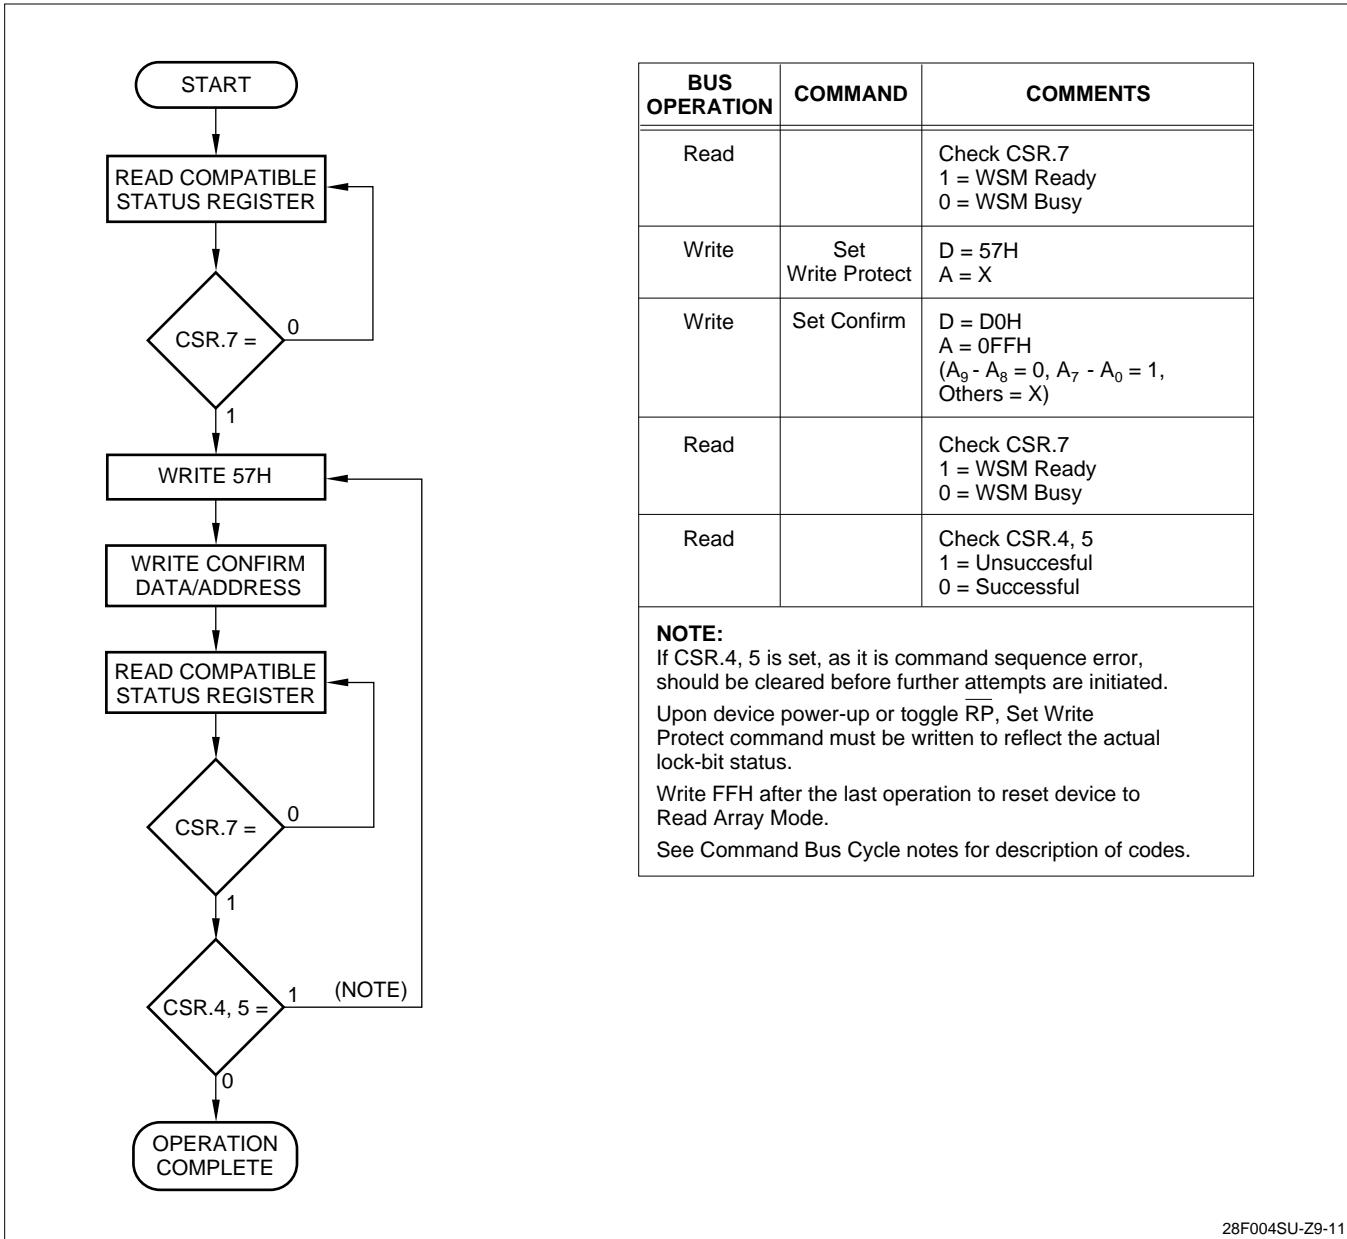 START
READ COMPATIBLE
STATUS REGISTER
CSR.7 =
0
1
WRITE 57H
WRITE CONFIRM
DATA/ADDRESS
READ COMPATIBLE
STATUS REGISTER
CSR.7 =
0
1
CSR.4, 5 =
1
(NOTE)
0
OPERATION
COMPLETE
BUS
OPERATION
COMMAND
COMMENTS
Read
Check CSR.7
1 = WSM Ready
0 = WSM Busy
Write
Set
Write Protect
D = 57H
A = X
Write
Set Confirm
D = D0H
A = 0FFH
(A₉ - A₈ = 0, A₇ - A₀ = 1,
Others = X)
Read
Check CSR.7
1 = WSM Ready
0 = WSM Busy
Read
Check CSR.4, 5
1 = Unsuccesful
0 = Successful
NOTE:
If CSR.4, 5 is set, as it is command sequence error,
should be cleared before further attempts are initiated.
Upon device power-up or toggle R̅P̅, Set Write
Protect command must be written to reflect the actual
lock-bit status.
Write FFH after the last operation to reset device to
Read Array Mode.
See Command Bus Cycle notes for description of codes.
28F004SU-Z9-11